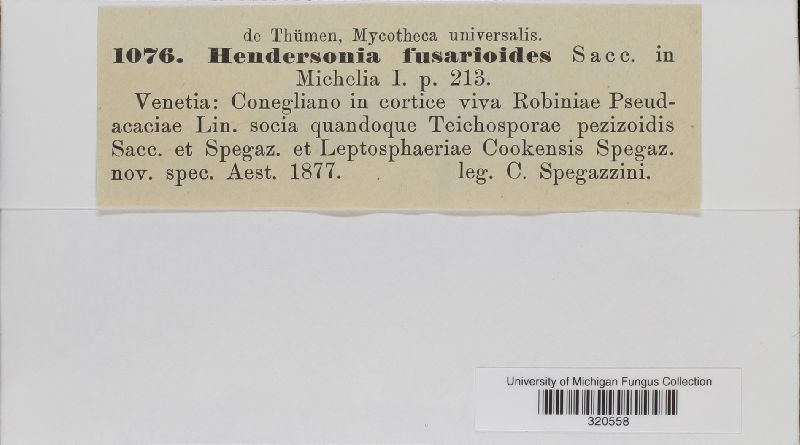 de Thümen, Mycotheca universalis.
1076. Hendersonia fusarioides Sacc. in
Michelia I. p. 213.
Venetia: Conegliano in cortice viva Robiniae Pseud-
acaciae Lin. socia quandoque Teichosporae pezizoidis
Sacc. et Spegaz. et Leptosphaeriae Cookensis Spegaz.
nov. spec. Aest. 1877. leg. C. Spegazzini.
University of Michigan Fungus Collection
320558